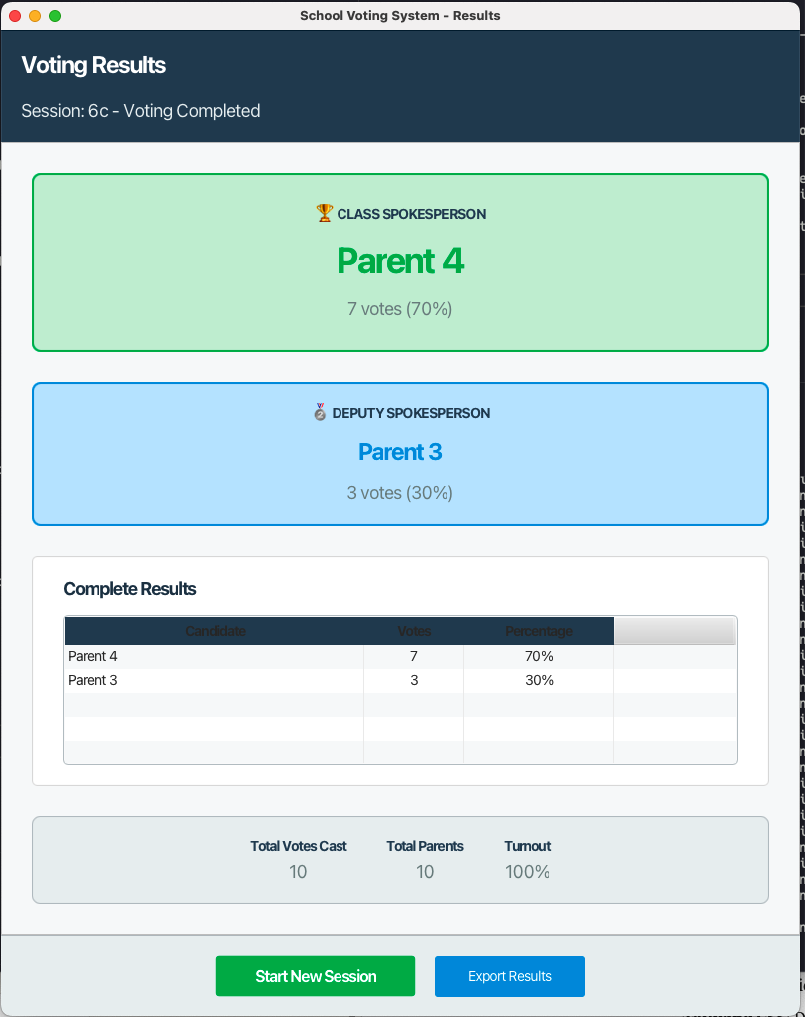 School Voting System - Results
Voting Results
Session: 6c - Voting Completed
🏆 CLASS SPOKESPERSON
Parent 4
7 votes (70%)
🥈 DEPUTY SPOKESPERSON
Parent 3
3 votes (30%)
Complete Results
Candidate Votes Percentage
Parent 4 7 70%
Parent 3 3 30%
Total Votes Cast Total Parents Turnout
10 10 100%
Start New Session Export Results